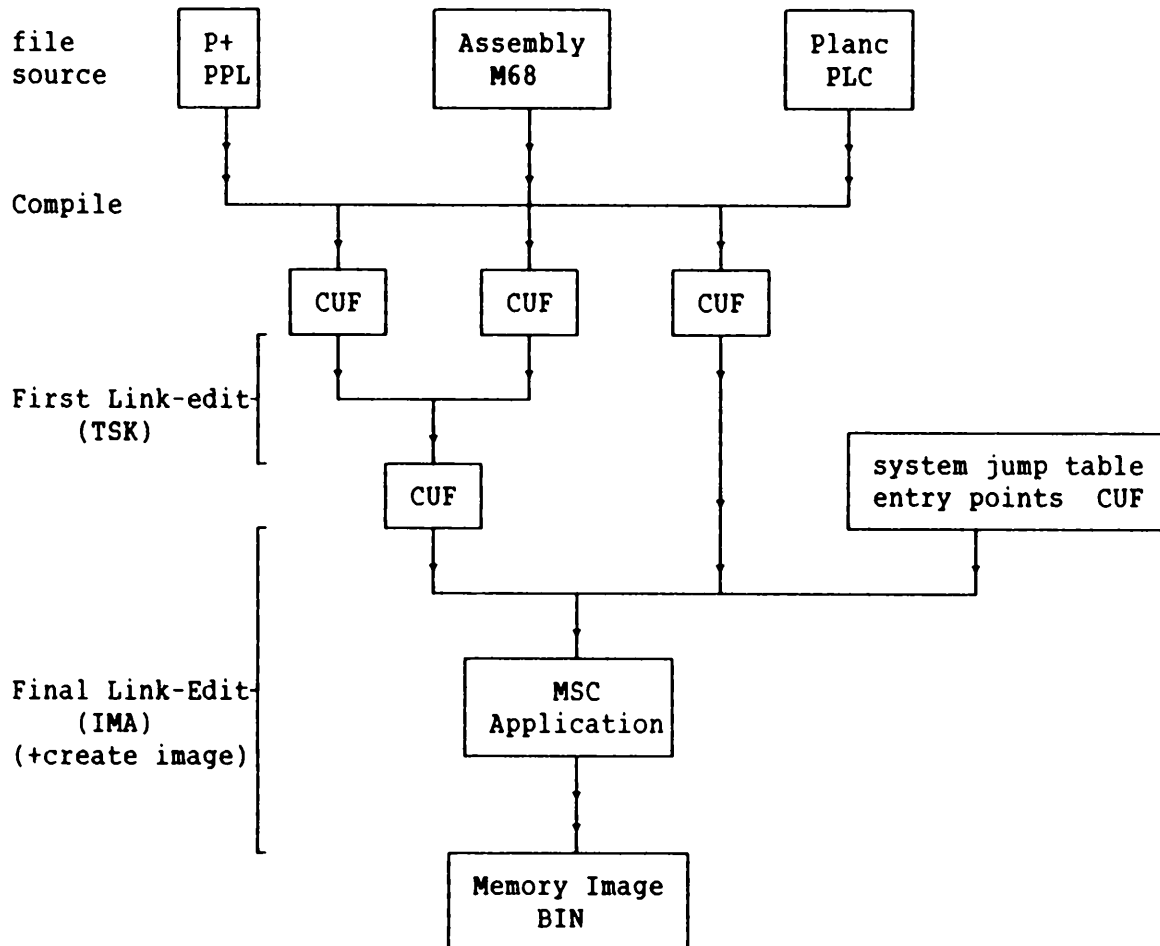 file
source
P+
PPL
Assembly
M68
Planc
PLC
Compile
CUF
CUF
CUF
First Link-edit
(TSK)
CUF
system jump table
entry points CUF
Final Link-Edit
(IMA)
(+create image)
MSC
Application
Memory Image
BIN